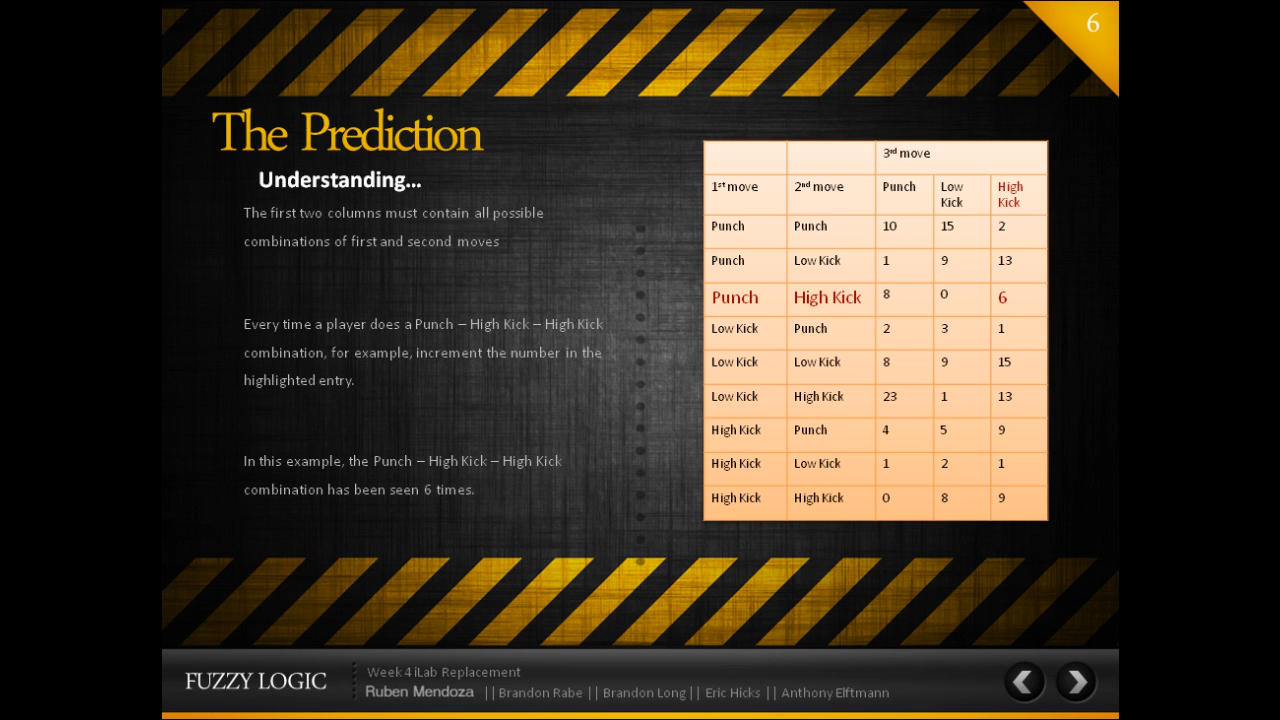 6
The Prediction
Understanding...
The first two columns must contain all possible
combinations of first and second moves
Every time a player does a Punch – High Kick – High Kick
combination, for example, increment the number in the
highlighted entry.
In this example, the Punch – High Kick – High Kick
combination has been seen 6 times.
3rd move
1st move 2nd move Punch Low Kick High Kick
Punch Punch 10 15 2
Punch Low Kick 1 9 13
Punch High Kick 8 0 6
Low Kick Punch 2 3 1
Low Kick Low Kick 8 9 15
Low Kick High Kick 23 1 13
High Kick Punch 4 5 9
High Kick Low Kick 1 2 1
High Kick High Kick 0 8 9
FUZZY LOGIC
Week 4 iLab Replacement
Ruben Mendoza || Brandon Rabe || Brandon Long || Eric Hicks || Anthony Elftmann